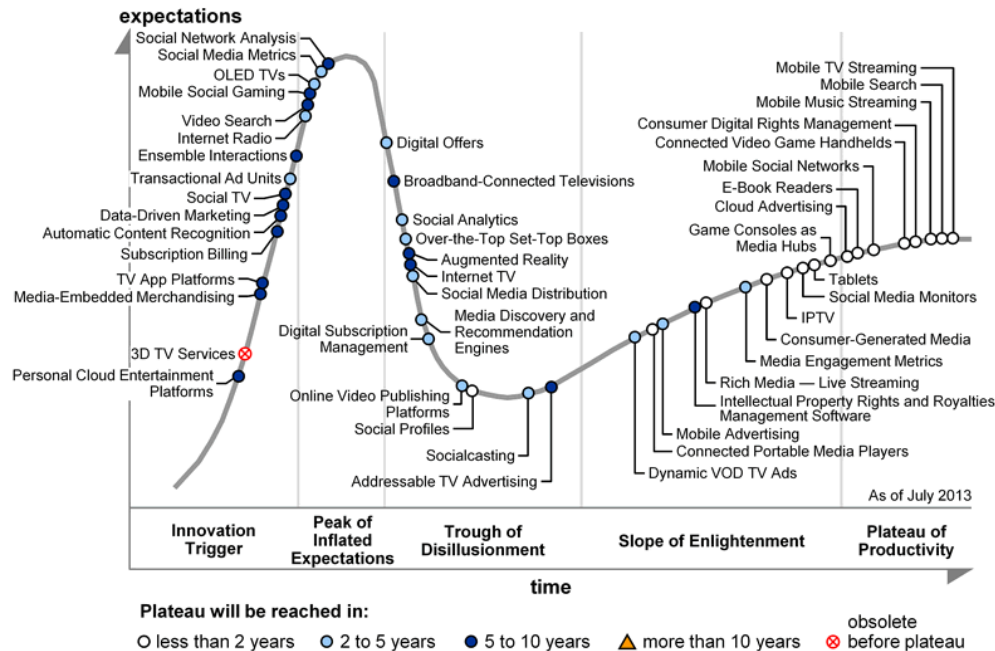 expectations
Social Network Analysis
Social Media Metrics
OLED TVs
Mobile Social Gaming
Video Search
Internet Radio
Ensemble Interactions
Transactional Ad Units
Social TV
Data-Driven Marketing
Automatic Content Recognition
Subscription Billing
TV App Platforms
Media-Embedded Merchandising
3D TV Services
Personal Cloud Entertainment
Platforms
Digital Offers
Broadband-Connected Televisions
Social Analytics
Over-the-Top Set-Top Boxes
Augmented Reality
Internet TV
Social Media Distribution
Media Discovery and
Recommendation
Engines
Digital Subscription
Management
Online Video Publishing
Platforms
Social Profiles
Socialcasting
Addressable TV Advertising
Mobile TV Streaming
Mobile Search
Mobile Music Streaming
Consumer Digital Rights Management
Connected Video Game Handhelds
Mobile Social Networks
E-Book Readers
Cloud Advertising
Game Consoles as
Media Hubs
Tablets
Social Media Monitors
IPTV
Consumer-Generated Media
Media Engagement Metrics
Rich Media — Live Streaming
Intellectual Property Rights and Royalties
Management Software
Mobile Advertising
Connected Portable Media Players
Dynamic VOD TV Ads
As of July 2013
Innovation
Trigger
Peak of
Inflated
Expectations
Trough of
Disillusionment
Slope of Enlightenment
Plateau of
Productivity
time
Plateau will be reached in:
less than 2 years
2 to 5 years
5 to 10 years
more than 10 years
obsolete
before plateau